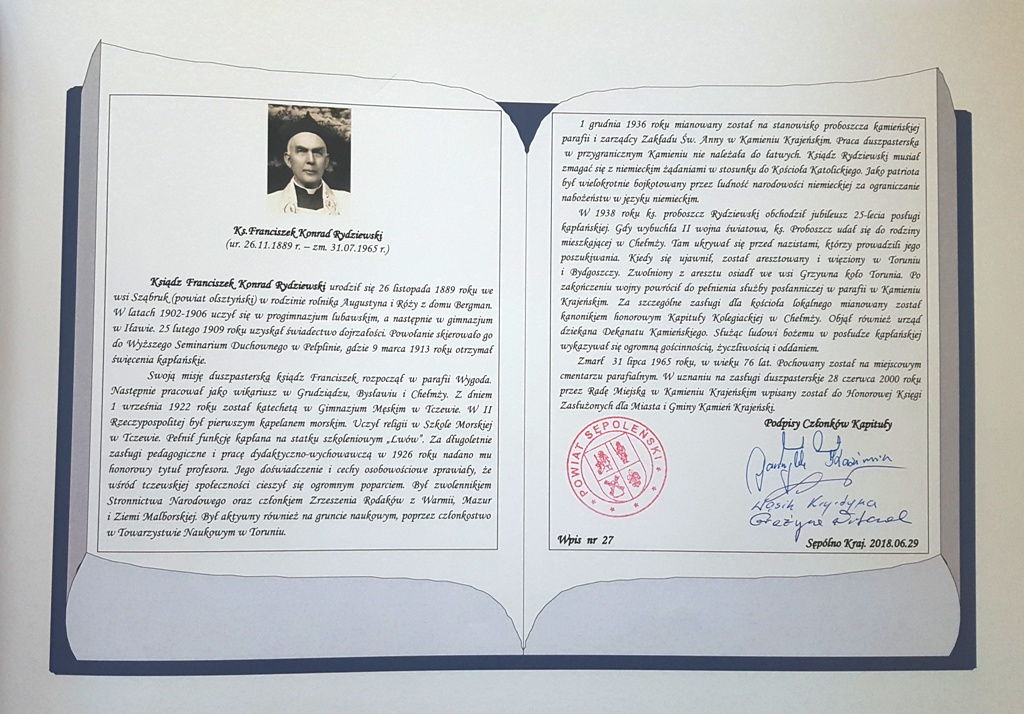 Ks. Franciszek Konrad Rydziewski
(ur. 26.11.1889 r. – zm. 31.07.1965 r.)
Ksiądz Franciszek Konrad Rydziewski urodził się 26 listopada 1889 roku we
wsi Sząbruk (powiat olsztyński) w rodzinie rolnika Augustyna i Róży z domu Bergman.
W latach 1902-1906 uczył się w progimnazjum lubawskim, a następnie w gimnazjum
w Iławie. 25 lutego 1909 roku uzyskał świadectwo dojrzałości. Powołanie skierowało go
do Wyższego Seminarium Duchownego w Pelplinie, gdzie 9 marca 1913 roku otrzymał
święcenia kapłańskie.
Swoją misję duszpasterską ksiądz Franciszek rozpoczął w parafii Wygoda.
Następnie pracował jako wikariusz w Grudziądzu, Bysławiu i Chełmży. Z dniem
1 września 1922 roku został katechetą w Gimnazjum Męskim w Tczewie. W II
Rzeczypospolitej był pierwszym kapelanem morskim. Uczył religii w Szkole Morskiej
w Tczewie. Pełnił funkcję kapłana na statku szkoleniowym „Lwów". Za długoletnie
zasługi pedagogiczne i pracę dydaktyczno-wychowawczą w 1926 roku nadano mu
honorowy tytuł profesora. Jego doświadczenie i cechy osobowościowe sprawiały, że
wśród tczewskiej społeczności cieszył się ogromnym poparciem. Był zwolennikiem
Stronnictwa Narodowego oraz członkiem Zrzeszenia Rodaków z Warmii, Mazur
i Ziemi Malborskiej. Był aktywny również na gruncie naukowym, poprzez członkostwo
w Towarzystwie Naukowym w Toruniu.
1 grudnia 1936 roku mianowany został na stanowisko proboszcza kamieńskiej
parafii i zarządcy Zakładu Św. Anny w Kamieniu Krajeńskim. Praca duszpasterska
w przygranicznym Kamieniu nie należała do łatwych. Ksiądz Rydziewski musiał
zmagać się z niemieckim żądaniami w stosunku do Kościoła Katolickiego. Jako patriota
był wielokrotnie bojkotowany przez ludność narodowości niemieckiej za ograniczanie
nabożeństw w języku niemieckim.
W 1938 roku ks. proboszcz Rydziewski obchodził jubileusz 25-lecia posługi
kapłańskiej. Gdy wybuchła II wojna światowa, ks. Proboszcz udał się do rodziny
mieszkającej w Chełmży. Tam ukrywał się przed nazistami, którzy prowadzili jego
poszukiwania. Kiedy się ujawnił, został aresztowany i więziony w Toruniu
i Bydgoszczy. Zwolniony z aresztu osiadł we wsi Grzywna koło Torunia. Po
zakończeniu wojny powrócił do pełnienia służby posłanniczej w parafii w Kamieniu
Krajeńskim. Za szczególne zasługi dla kościoła lokalnego mianowany został
kanonikiem honorowym Kapituły Kolegiackiej w Chełmży. Objął również urząd
dziekana Dekanatu Kamieńskiego. Służąc ludowi bożemu w posłudze kapłańskiej
wykazywał się ogromną gościnnością, życzliwością i oddaniem.
Zmarł 31 lipca 1965 roku, w wieku 76 lat. Pochowany został na miejscowym
cmentarzu parafialnym. W uznaniu na zasługi duszpasterskie 28 czerwca 2000 roku
przez Radę Miejską w Kamieniu Krajeńskim wpisany został do Honorowej Księgi
Zasłużonych dla Miasta i Gminy Kamień Krajeński.
Podpisy Członków Kapituły
POWIAT SĘPOLEŃSKI
Wąsik Krystyna
Grażyna
Wpis nr 27
Sępólno Kraj. 2018.06.29